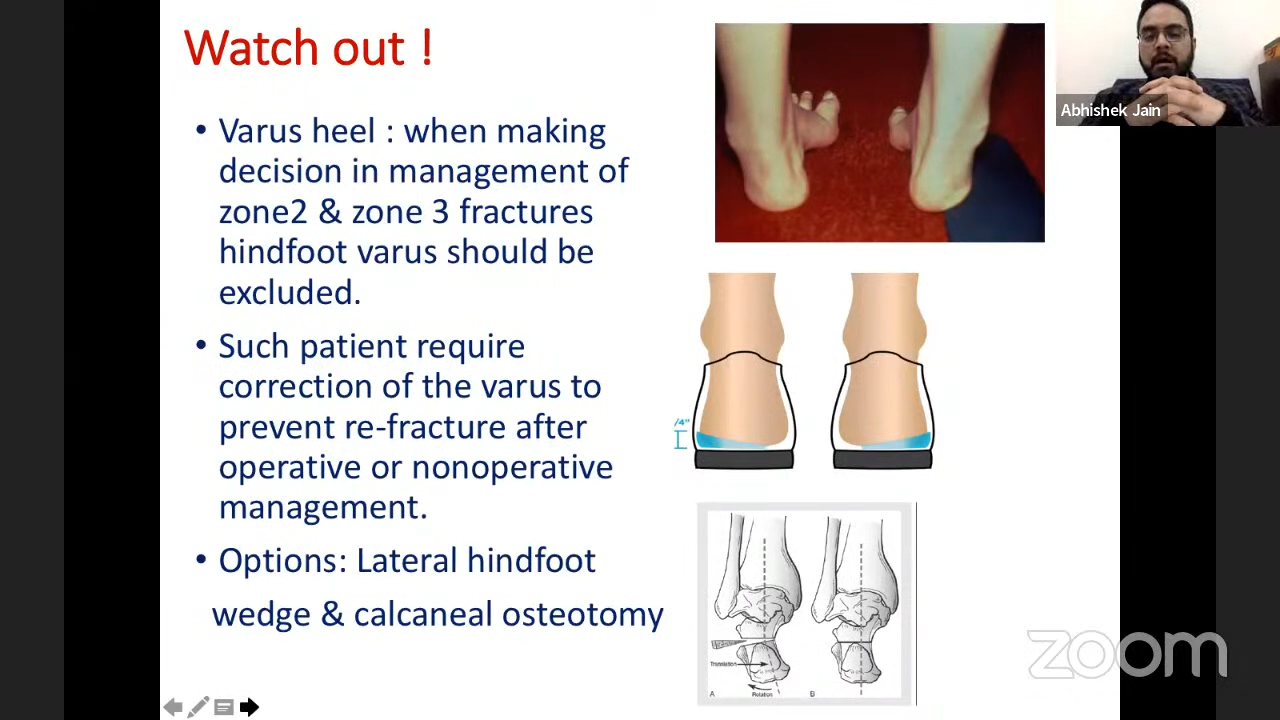 Watch out !
• Varus heel : when making
decision in management of
zone2 & zone 3 fractures
hindfoot varus should be
excluded.
• Such patient require
correction of the varus to
prevent re-fracture after
operative or nonoperative
management.
• Options: Lateral hindfoot
wedge & calcaneal osteotomy
/4"
Translation
Rotation
A
B
Abhishek Jain
zoom